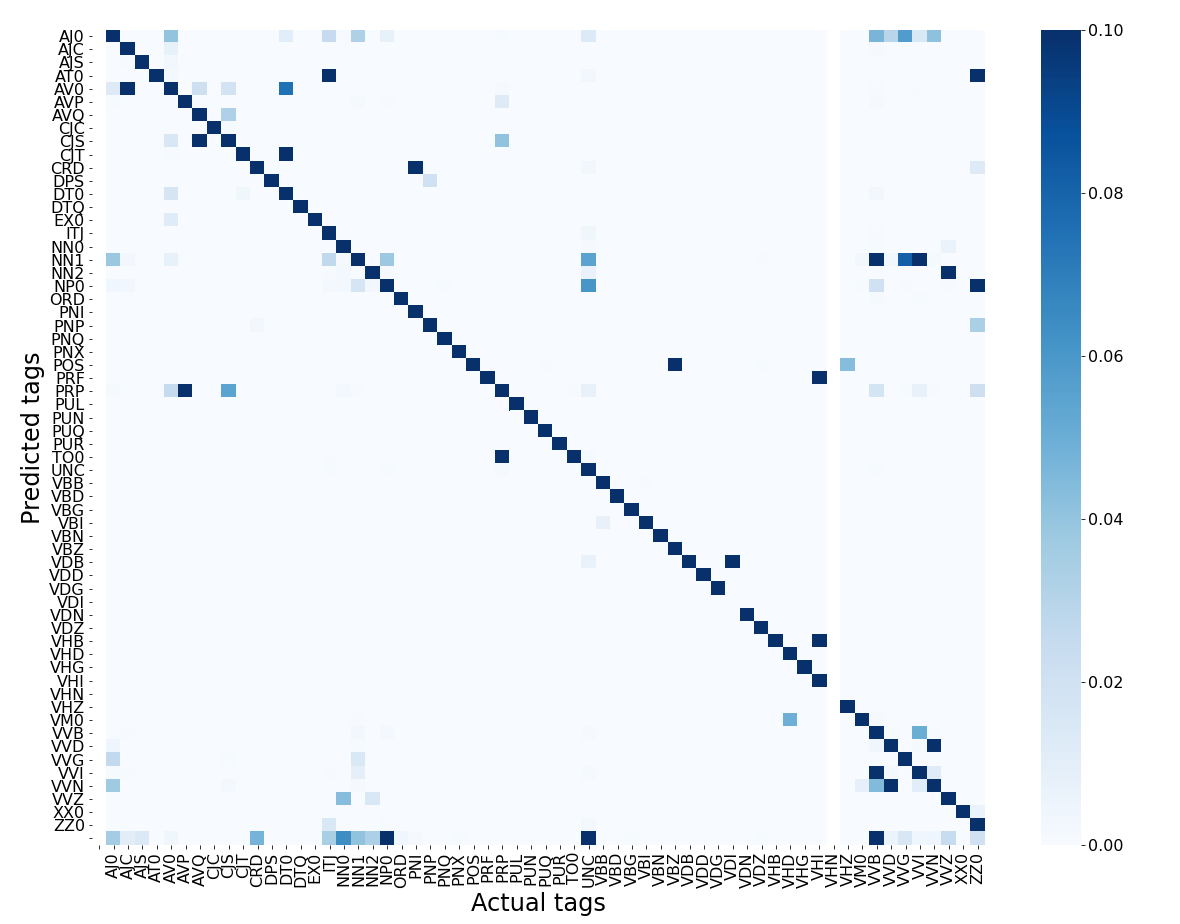 AJ0
AJC
AJS
AT0
AV0
AVP
AVQ
CJC
CJS
CJT
CRD
DPS
DT0
DTQ
EX0
ITJ
NN0
NN1
NN2
NP0
ORD
PNI
PNP
PNQ
PNX
POS
PRF
PRP
PUL
PUN
PUQ
PUR
TO0
UNC
VBB
VBD
VBG
VBI
VBN
VBZ
VDB
VDD
VDG
VDI
VDN
VDZ
VHB
VHD
VHG
VHI
VHN
VHZ
VM0
VVB
VVD
VVG
VVI
VVN
VVZ
XX0
ZZ0
Predicted tags
AJ0 AJC AJS AT0 AV0 AVP AVQ CJC CJS CJT CRD DPS DT0 DTQ EX0 ITJ NN0 NN1 NN2 NP0 ORD PNI PNP PNQ PNX POS PRF PRP PUL PUN PUQ PUR TO0 UNC VBB VBD VBG VBI VBN VBZ VDB VDD VDG VDI VDN VDZ VHB VHD VHG VHI VHN VHZ VM0 VVB VVD VVG VVI VVN VVZ XX0 ZZ0
Actual tags
0.10
0.08
0.06
0.04
0.02
0.00